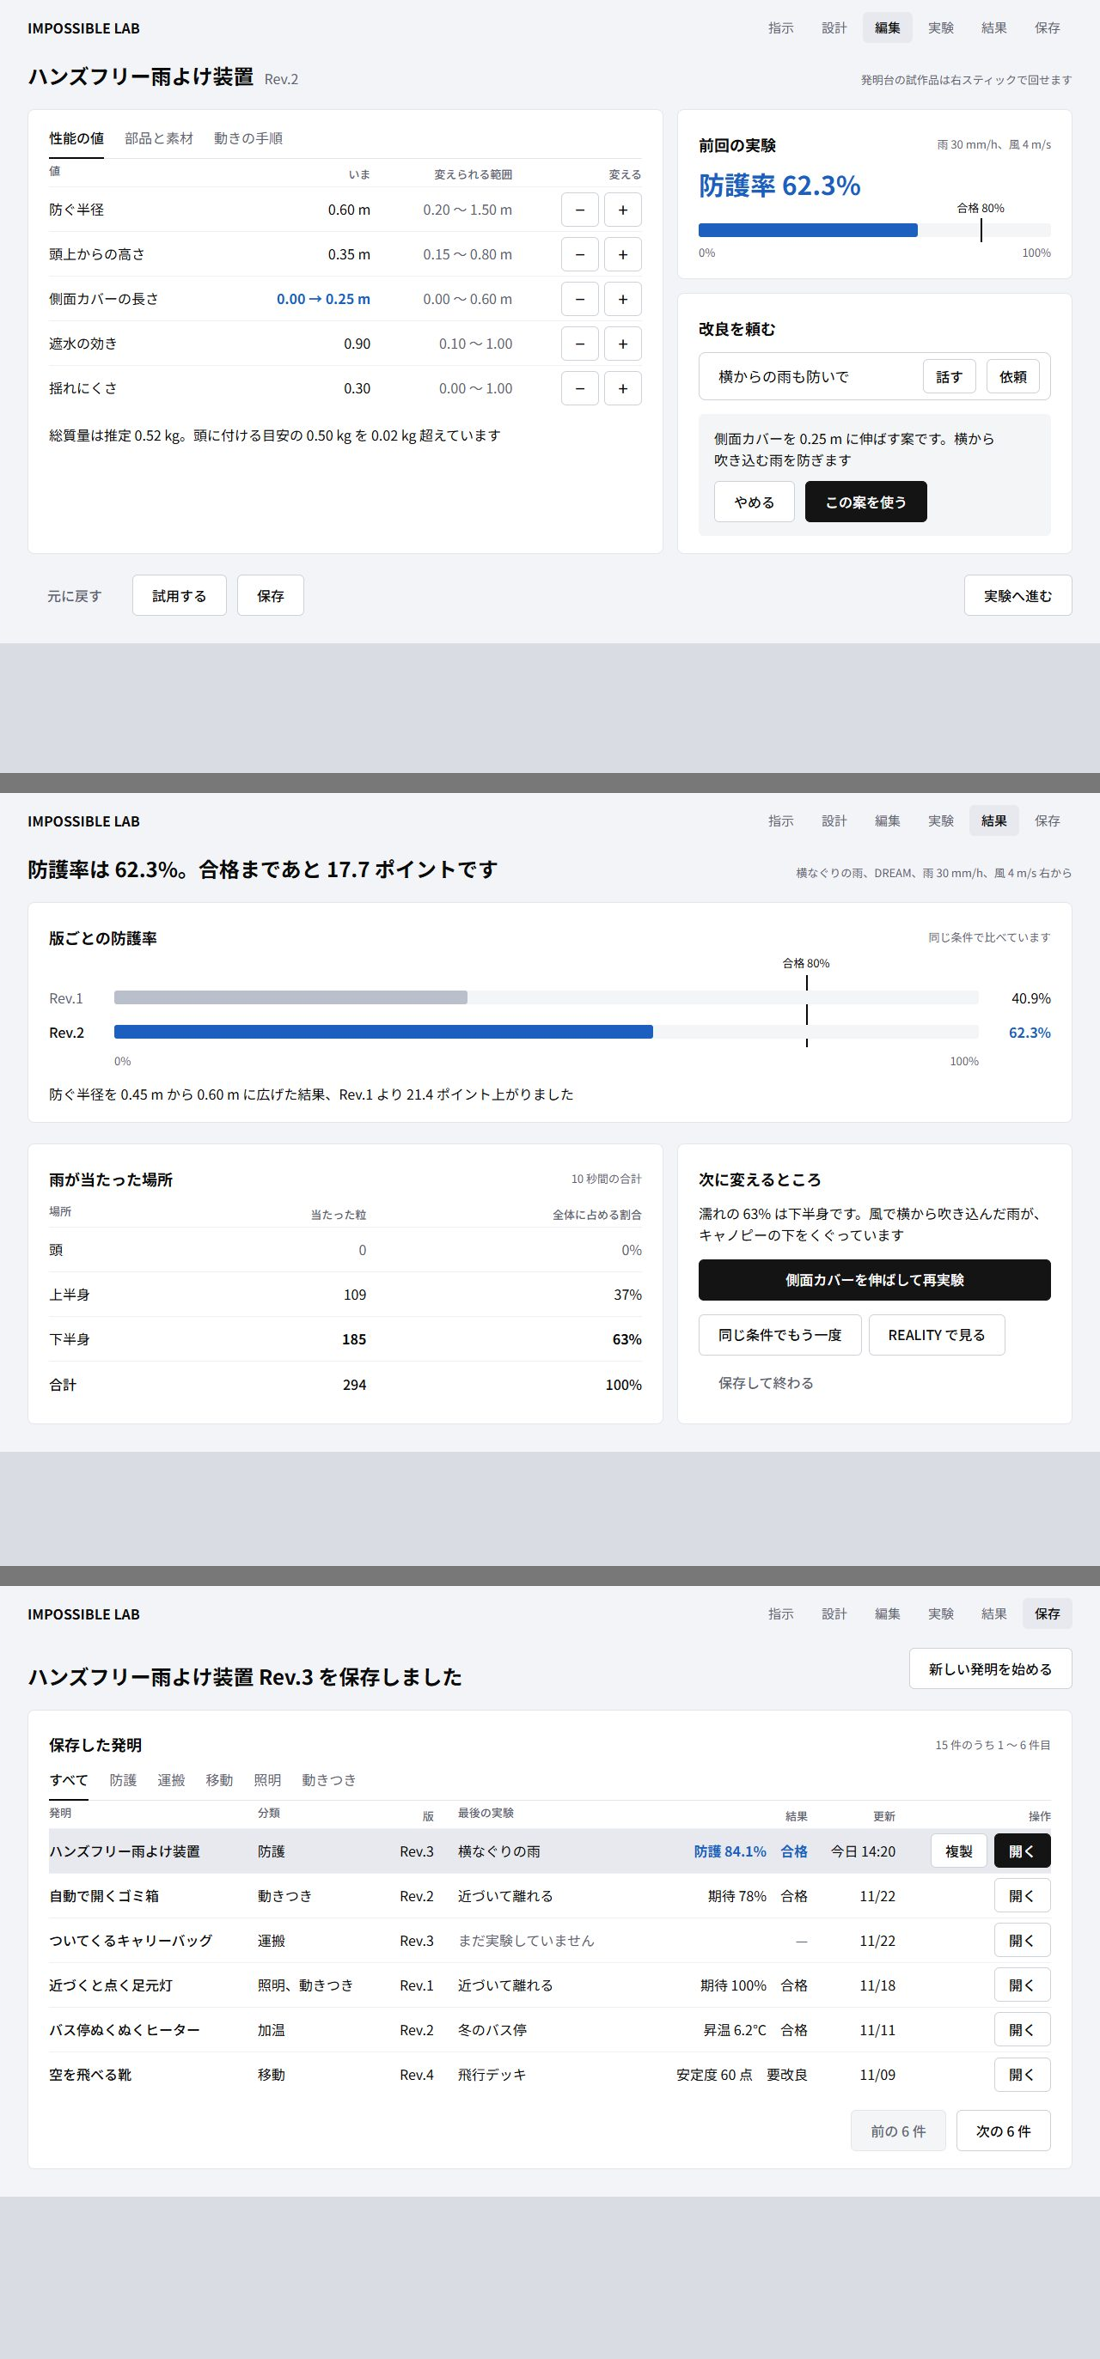 IMPOSSIBLE LAB
指示 設計 編集 実験 結果 保存
ハンズフリー雨よけ装置 Rev.2
発明台の試作品は右スティックで回せます
性能の値 部品と素材 動きの手順
値 いま 変えられる範囲 変える
防ぐ半径 0.60 m 0.20 〜 1.50 m − +
頭上からの高さ 0.35 m 0.15 〜 0.80 m − +
側面カバーの長さ 0.00 → 0.25 m 0.00 〜 0.60 m − +
遮水の効き 0.90 0.10 〜 1.00 − +
揺れにくさ 0.30 0.00 〜 1.00 − +
総質量は推定 0.52 kg。頭に付ける目安の 0.50 kg を 0.02 kg 超えています
前回の実験 雨 30 mm/h、風 4 m/s
防護率 62.3%
合格 80%
0% 100%
改良を頼む
横からの雨も防いで 話す 依頼
側面カバーを 0.25 m に伸ばす案です。横から
吹き込む雨を防ぎます
やめる この案を使う
元に戻す 試用する 保存 実験へ進む
IMPOSSIBLE LAB
指示 設計 編集 実験 結果 保存
防護率は 62.3%。合格まであと 17.7 ポイントです
横なぐりの雨、DREAM、雨 30 mm/h、風 4 m/s 右から
版ごとの防護率 同じ条件で比べています
合格 80%
Rev.1 40.9%
Rev.2 62.3%
0% 100%
防ぐ半径を 0.45 m から 0.60 m に広げた結果、Rev.1 より 21.4 ポイント上がりました
雨が当たった場所 10 秒間の合計
場所 当たった粒 全体に占める割合
頭 0 0%
上半身 109 37%
下半身 185 63%
合計 294 100%
次に変えるところ
濡れの 63% は下半身です。風で横から吹き込んだ雨が、
キャノピーの下をくぐっています
側面カバーを伸ばして再実験
同じ条件でもう一度 REALITY で見る
保存して終わる
IMPOSSIBLE LAB
指示 設計 編集 実験 結果 保存
ハンズフリー雨よけ装置 Rev.3 を保存しました
新しい発明を始める
保存した発明 15 件のうち 1 〜 6 件目
すべて 防護 運搬 移動 照明 動きつき
発明 分類 版 最後の実験 結果 更新 操作
ハンズフリー雨よけ装置 防護 Rev.3 横なぐりの雨 防護 84.1% 合格 今日 14:20 複製 開く
自動で開くゴミ箱 動きつき Rev.2 近づいて離れる 期待 78% 合格 11/22 開く
ついてくるキャリーバッグ 運搬 Rev.3 まだ実験していません — 11/22 開く
近づくと点く足元灯 照明、動きつき Rev.1 近づいて離れる 期待 100% 合格 11/18 開く
バス停ぬくぬくヒーター 加温 Rev.2 冬のバス停 昇温 6.2°C 合格 11/11 開く
空を飛べる靴 移動 Rev.4 飛行デッキ 安定度 60 点 要改良 11/09 開く
前の 6 件 次の 6 件